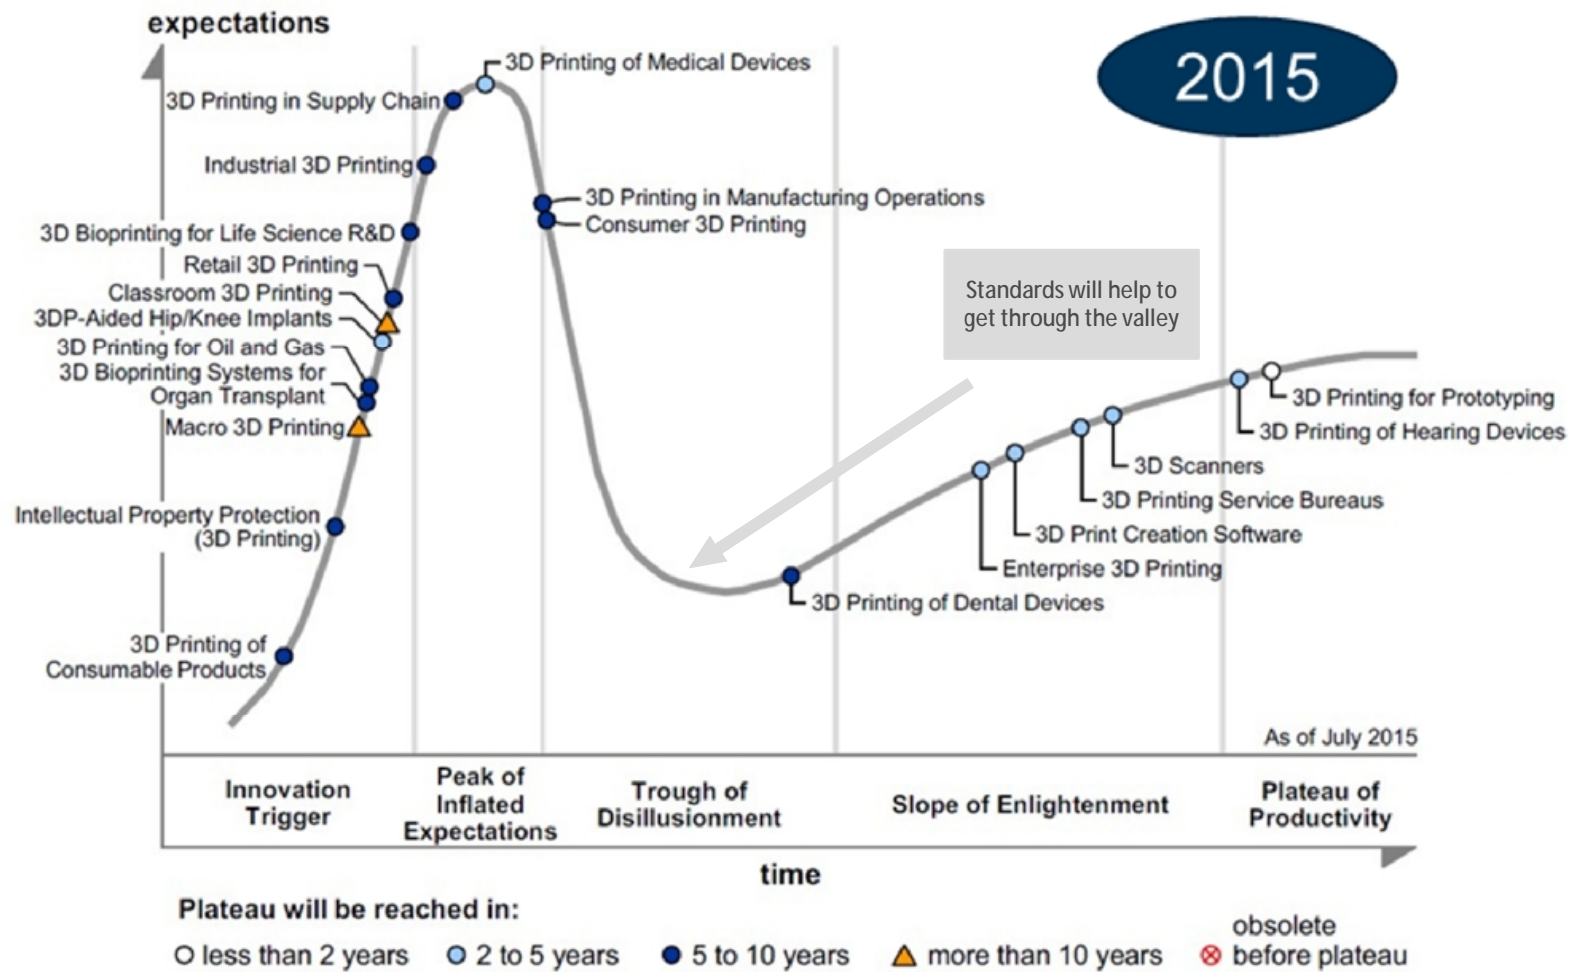 expectations
2015
3D Printing of Medical Devices
3D Printing in Supply Chain
Industrial 3D Printing
3D Printing in Manufacturing Operations
Consumer 3D Printing
3D Bioprinting for Life Science R&D
Retail 3D Printing
Classroom 3D Printing
3DP-Aided Hip/Knee Implants
3D Printing for Oil and Gas
3D Bioprinting Systems for
Organ Transplant
Macro 3D Printing
Standards will help to
get through the valley
Intellectual Property Protection
(3D Printing)
3D Printing of
Consumable Products
3D Printing for Prototyping
3D Printing of Hearing Devices
3D Scanners
3D Printing Service Bureaus
3D Print Creation Software
Enterprise 3D Printing
3D Printing of Dental Devices
As of July 2015
Innovation
Trigger
Peak of
Inflated
Expectations
Trough of
Disillusionment
Slope of Enlightenment
Plateau of
Productivity
time
Plateau will be reached in:
less than 2 years
2 to 5 years
5 to 10 years
more than 10 years
obsolete
before plateau